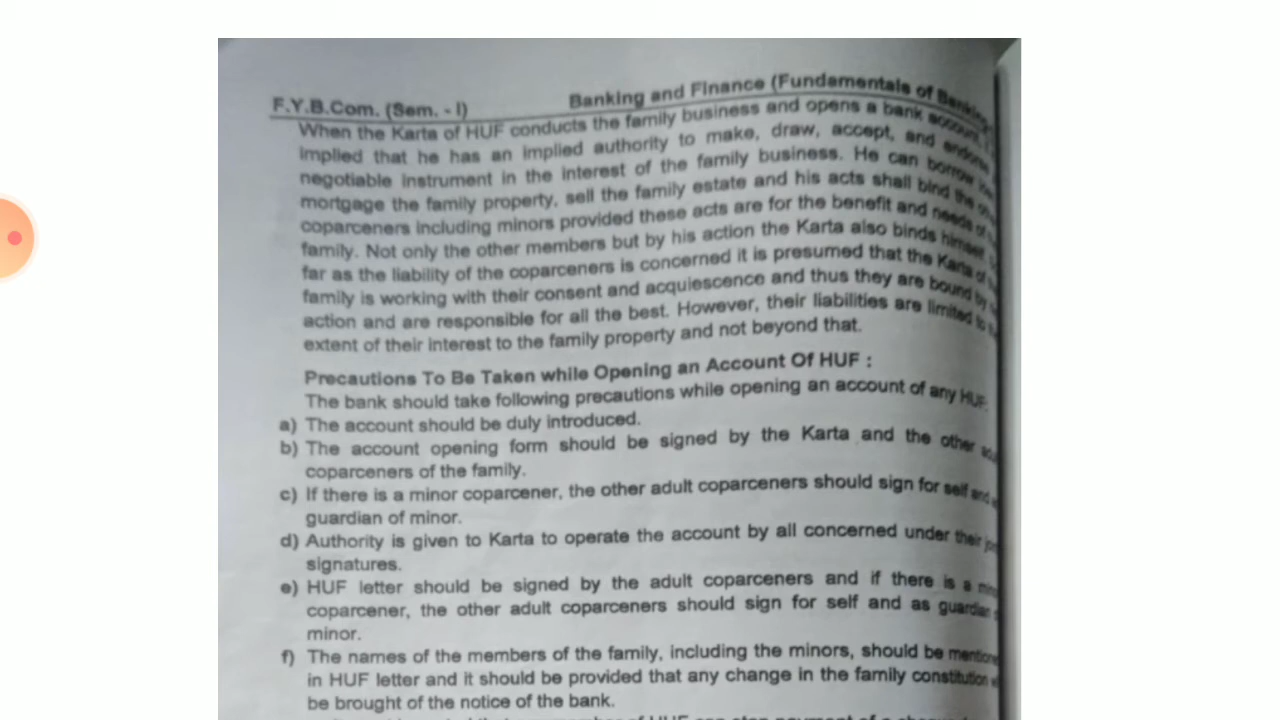 F.Y.B.Com. (Sem. - I) Banking and Finance (Fundamentals of Banking
When the Karta of HUF conducts the family business and opens a bank account,
implied that he has an implied authority to make, draw, accept, and endorse
negotiable instrument in the interest of the family business. He can borrow
mortgage the family property, sell the family estate and his acts shall bind the
coparceners including minors provided these acts are for the benefit and needs of
family. Not only the other members but by his action the Karta also binds himself.
far as the liability of the coparceners is concerned it is presumed that the Karta of
family is working with their consent and acquiescence and thus they are bound by
action and are responsible for all the best. However, their liabilities are limited to
extent of their interest to the family property and not beyond that.
Precautions To Be Taken while Opening an Account Of HUF :
The bank should take following precautions while opening an account of any HUF.
a) The account should be duly introduced.
b) The account opening form should be signed by the Karta and the other
coparceners of the family.
c) If there is a minor coparcener, the other adult coparceners should sign for self and
guardian of minor.
d) Authority is given to Karta to operate the account by all concerned under their
signatures.
e) HUF letter should be signed by the adult coparceners and if there is a
coparcener, the other adult coparceners should sign for self and as guardian
minor.
f) The names of the members of the family, including the minors, should be
in HUF letter and it should be provided that any change in the family constitution
be brought of the notice of the bank.